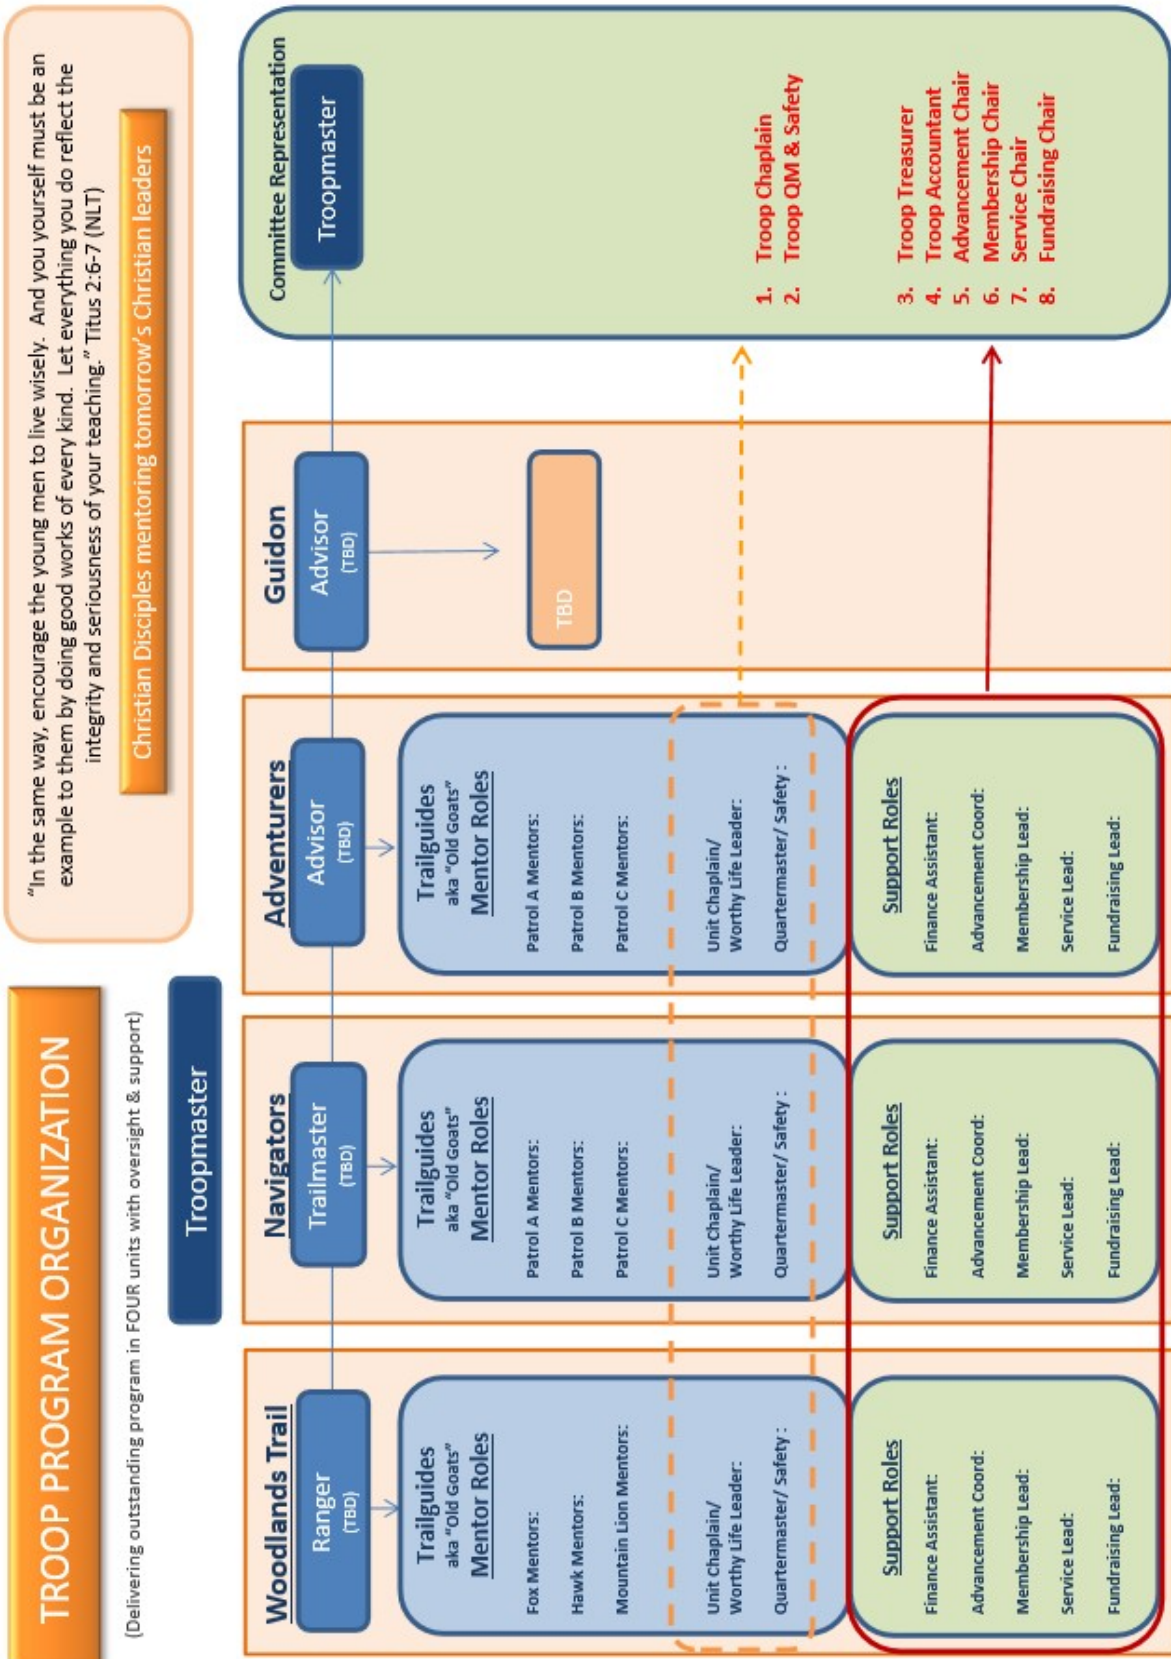 TROOP PROGRAM ORGANIZATION
(Delivering outstanding program in FOUR units with oversight & support)
"In the same way, encourage the young men to live wisely. And you yourself must be an
example to them by doing good works of every kind. Let everything you do reflect the
integrity and seriousness of your teaching." Titus 2:6-7 (NLT)
Christian Disciples mentoring tomorrow's Christian leaders
Troopmaster
Woodlands Trail
Ranger
(TBD)
Trailguides
aka "Old Goats"
Mentor Roles
Fox Mentors:
Hawk Mentors:
Mountain Lion Mentors:
Unit Chaplain/
Worthy Life Leader:
Quartermaster/ Safety :
Support Roles
Finance Assistant:
Advancement Coord:
Membership Lead:
Service Lead:
Fundraising Lead:
Navigators
Trailmaster
(TBD)
Trailguides
aka "Old Goats"
Mentor Roles
Patrol A Mentors:
Patrol B Mentors:
Patrol C Mentors:
Unit Chaplain/
Worthy Life Leader:
Quartermaster/ Safety :
Support Roles
Finance Assistant:
Advancement Coord:
Membership Lead:
Service Lead:
Fundraising Lead:
Adventurers
Advisor
(TBD)
Trailguides
aka "Old Goats"
Mentor Roles
Patrol A Mentors:
Patrol B Mentors:
Patrol C Mentors:
Unit Chaplain/
Worthy Life Leader:
Quartermaster/ Safety :
Support Roles
Finance Assistant:
Advancement Coord:
Membership Lead:
Service Lead:
Fundraising Lead:
Guidon
Advisor
(TBD)
TBD
Committee Representation
Troopmaster
1. Troop Chaplain
2. Troop QM & Safety
3. Troop Treasurer
4. Troop Accountant
5. Advancement Chair
6. Membership Chair
7. Service Chair
8. Fundraising Chair